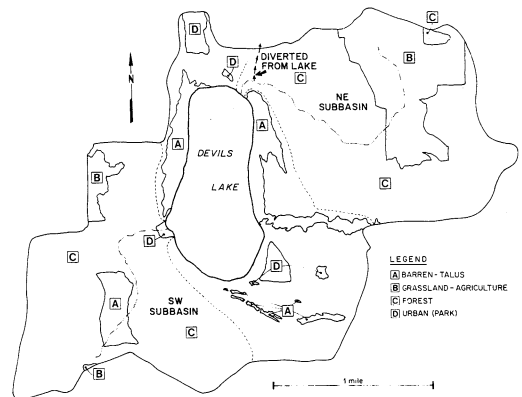 C
D
B
DIVERTED
FROM LAKE
D
C
N
NE
SUBBASIN
A
A
DEVILS
LAKE
B
C
D
C
D
LEGEND
A BARREN - TALUS
B GRASSLAND - AGRICULTURE
C FOREST
D URBAN (PARK)
A
SW
SUBBASIN
A
C
B
1 mile